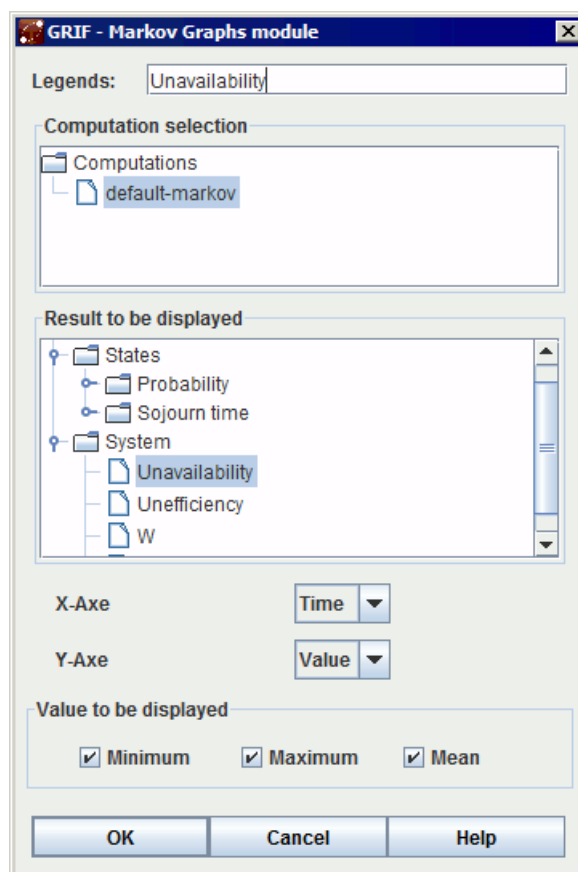 GRIF - Markov Graphs module
Legends: Unavailability
Computation selection
Computations
default-markov
Result to be displayed
States
Probability
Sojourn time
System
Unavailability
Unefficiency
W
X-Axe Time
Y-Axe Value
Value to be displayed
Minimum Maximum Mean
OK Cancel Help